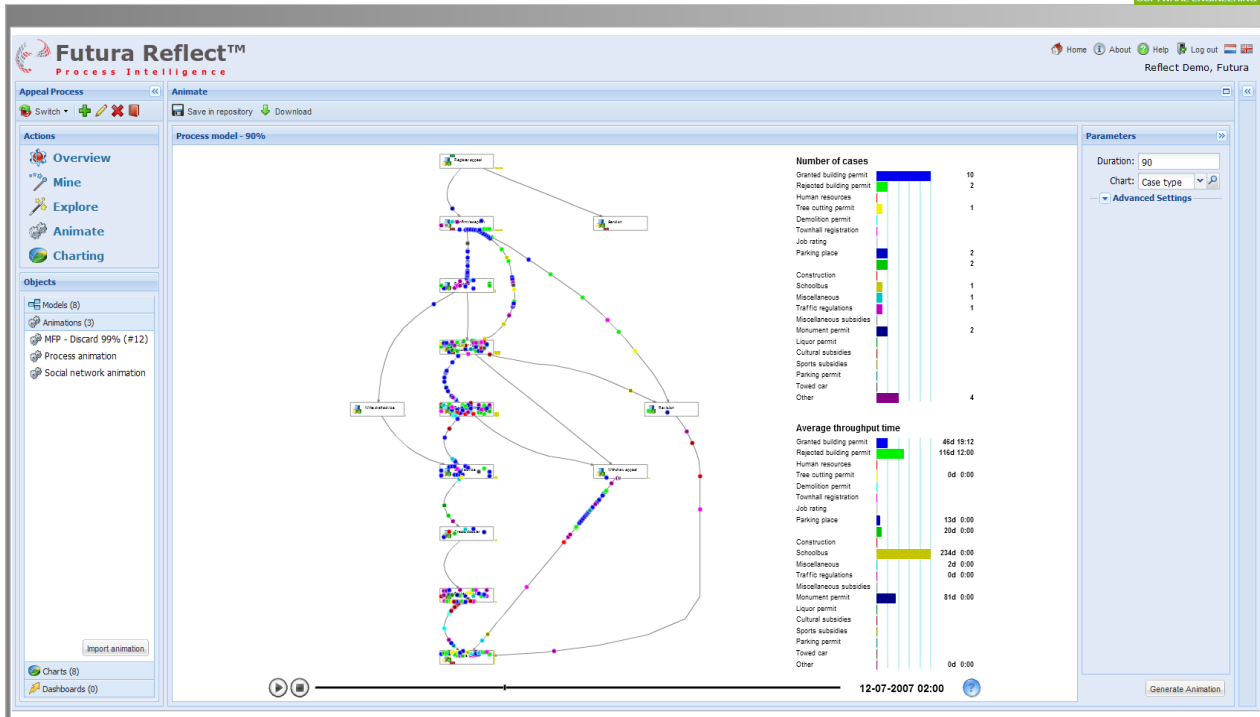 SOFTWARE ENGINEERING
Futura Reflect™
Process Intelligence
Home About Help Log out
Reflect Demo, Futura
Appeal Process
Switch
Actions
Overview
Mine
Explore
Animate
Charting
Objects
Models (8)
Animations (3)
MFP - Discard 99% (#12)
Process animation
Social network animation
Import animation
Charts (8)
Dashboards (0)
Animate
Save in repository Download
Process model - 90%
Register appeal
Revision
Withdraw appeal
Number of cases
Granted building permit 10
Rejected building permit 2
Human resources
Tree cutting permit 1
Demolition permit
Townhall registration
Job rating
Parking place 2
2
Construction
Schoolbus 1
Miscellaneous 1
Traffic regulations 1
Miscellaneous subsidies
Monument permit 2
Liquor permit
Cultural subsidies
Sports subsidies
Parking permit
Towed car
Other 4
Average throughput time
Granted building permit 46d 19:12
Rejected building permit 116d 12:00
Human resources
Tree cutting permit 0d 0:00
Demolition permit
Townhall registration
Job rating
Parking place 13d 0:00
20d 0:00
Construction
Schoolbus 234d 0:00
Miscellaneous 2d 0:00
Traffic regulations 0d 0:00
Miscellaneous subsidies
Monument permit 81d 0:00
Liquor permit
Cultural subsidies
Sports subsidies
Parking permit
Towed car
Other 0d 0:00
12-07-2007 02:00
Parameters
Duration: 90
Chart: Case type
Advanced Settings
Generate Animation